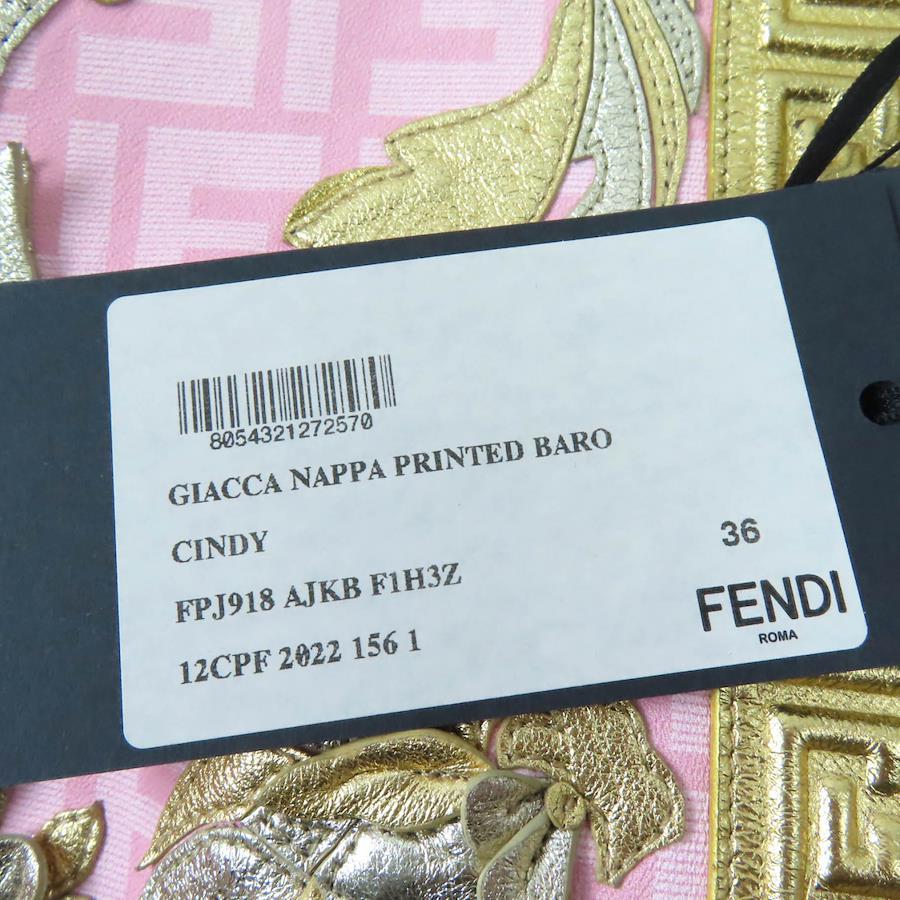 8054321272570
GIACCA NAPPA PRINTED BARO
CINDY
36
FPJ918 AJKB F1H3Z
FENDI
ROMA
12CPF 2022 156 1